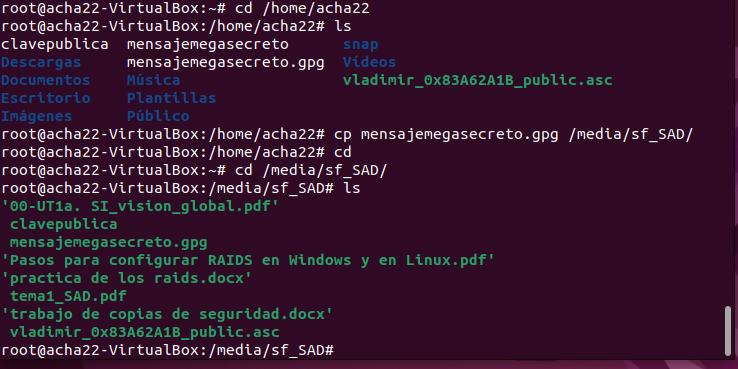 root@acha22-VirtualBox:~# cd /home/acha22
root@acha22-VirtualBox:/home/acha22# ls
clavepublica mensajemegasecreto snap
Descargas mensajemegasecreto.gpg Vídeos
Documentos Música vladimir_0x83A62A1B_public.asc
Escritorio Plantillas
Imágenes Público
root@acha22-VirtualBox:/home/acha22# cp mensajemegasecreto.gpg /media/sf_SAD/
root@acha22-VirtualBox:/home/acha22# cd
root@acha22-VirtualBox:~# cd /media/sf_SAD/
root@acha22-VirtualBox:/media/sf_SAD# ls
'00-UT1a. SI_vision_global.pdf'
clavepublica
mensajemegasecreto.gpg
'Pasos para configurar RAIDS en Windows y en Linux.pdf'
'practica de los raids.docx'
tema1_SAD.pdf
'trabajo de copias de seguridad.docx'
vladimir_0x83A62A1B_public.asc
root@acha22-VirtualBox:/media/sf_SAD#